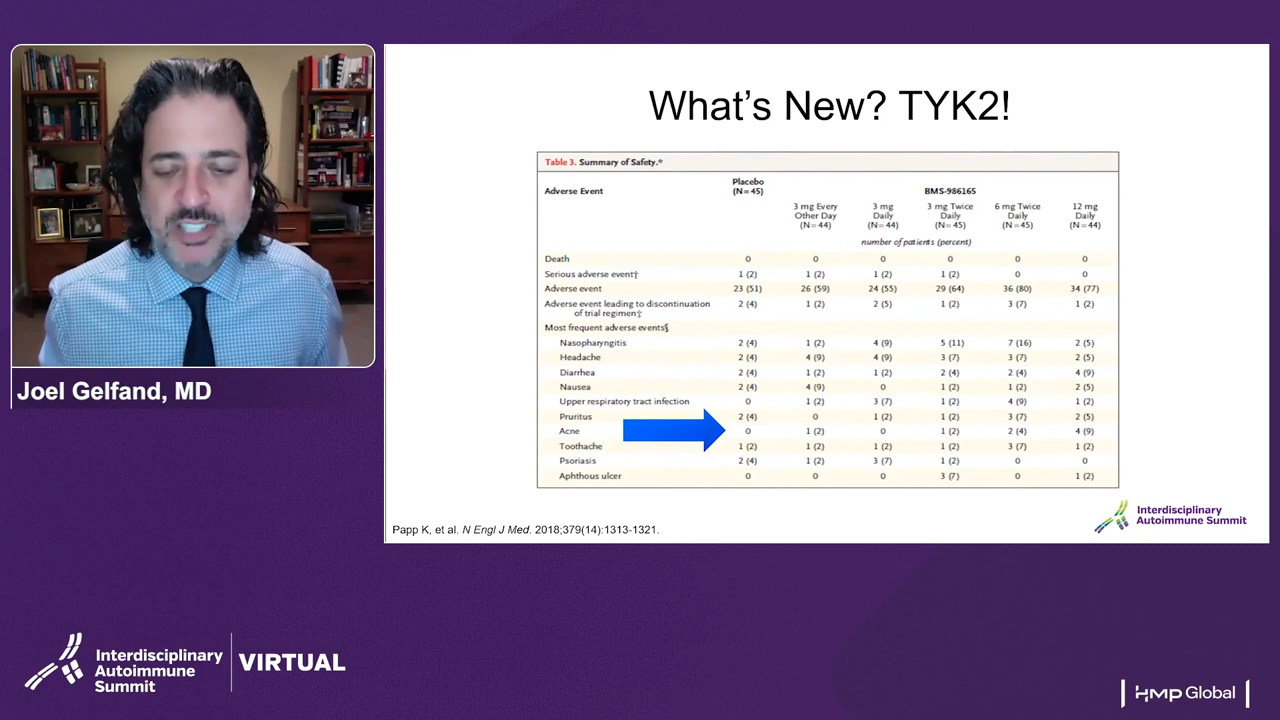 What's New? TYK2!
Table 3. Summary of Safety.*
Adverse Event Placebo (N=45) BMS-986165
3 mg Every Other Day (N=44) 3 mg Daily (N=44) 3 mg Twice Daily (N=45) 6 mg Twice Daily (N=45) 12 mg Daily (N=44)
number of patients (percent)
Death 0 0 0 0 0 0
Serious adverse event† 1 (2) 1 (2) 1 (2) 1 (2) 0 0
Adverse event 23 (51) 26 (59) 24 (55) 29 (64) 36 (80) 34 (77)
Adverse event leading to discontinuation of trial regimen‡ 2 (4) 1 (2) 2 (5) 1 (2) 3 (7) 1 (2)
Most frequent adverse events§
Nasopharyngitis 2 (4) 1 (2) 4 (9) 5 (11) 7 (16) 2 (5)
Headache 2 (4) 4 (9) 4 (9) 3 (7) 3 (7) 2 (5)
Diarrhea 2 (4) 1 (2) 1 (2) 2 (4) 2 (4) 4 (9)
Nausea 2 (4) 4 (9) 0 1 (2) 1 (2) 2 (5)
Upper respiratory tract infection 0 1 (2) 3 (7) 1 (2) 4 (9) 1 (2)
Pruritus 2 (4) 0 1 (2) 1 (2) 3 (7) 2 (5)
Acne 0 1 (2) 0 1 (2) 2 (4) 4 (9)
Toothache 1 (2) 1 (2) 1 (2) 1 (2) 3 (7) 1 (2)
Psoriasis 2 (4) 1 (2) 3 (7) 1 (2) 0 0
Aphthous ulcer 0 0 0 3 (7) 0 1 (2)
Papp K, et al. N Engl J Med. 2018;379(14):1313-1321.
Interdisciplinary
Autoimmune Summit
Joel Gelfand, MD
Interdisciplinary
Autoimmune
Summit
VIRTUAL
HMP Global